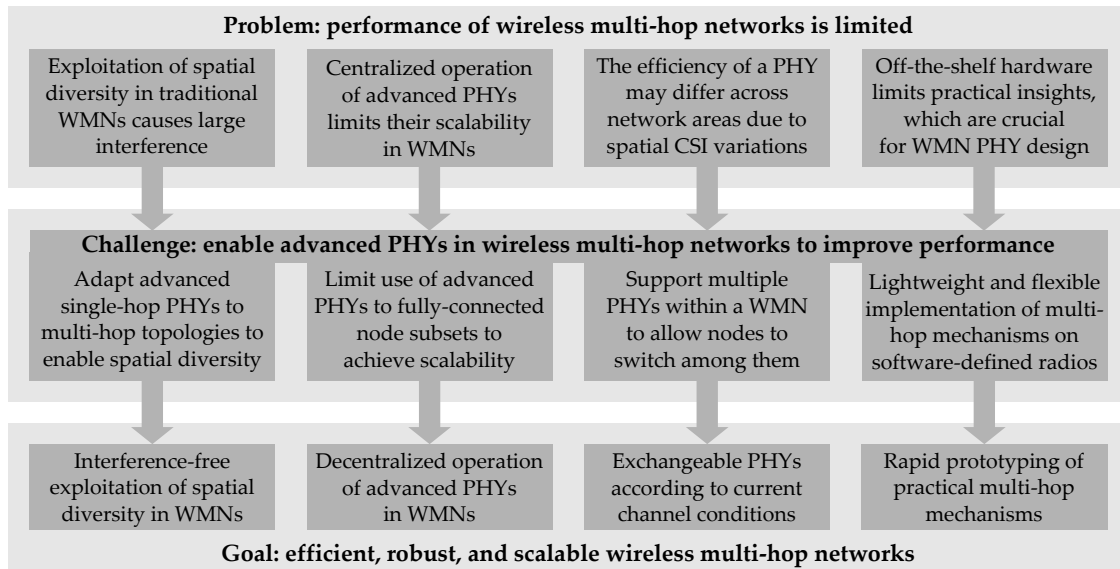 Problem: performance of wireless multi-hop networks is limited
Exploitation of spatial
diversity in traditional
WMNs causes large
interference
Centralized operation
of advanced PHYs
limits their scalability
in WMNs
The efficiency of a PHY
may differ across
network areas due to
spatial CSI variations
Off-the-shelf hardware
limits practical insights,
which are crucial
for WMN PHY design
Challenge: enable advanced PHYs in wireless multi-hop networks to improve performance
Adapt advanced
single-hop PHYs to
multi-hop topologies to
enable spatial diversity
Limit use of advanced
PHYs to fully-connected
node subsets to
achieve scalability
Support multiple
PHYs within a WMN
to allow nodes to
switch among them
Lightweight and flexible
implementation of multi-
hop mechanisms on
software-defined radios
Interference-free
exploitation of spatial
diversity in WMNs
Decentralized operation
of advanced PHYs
in WMNs
Exchangeable PHYs
according to current
channel conditions
Rapid prototyping of
practical multi-hop
mechanisms
Goal: efficient, robust, and scalable wireless multi-hop networks